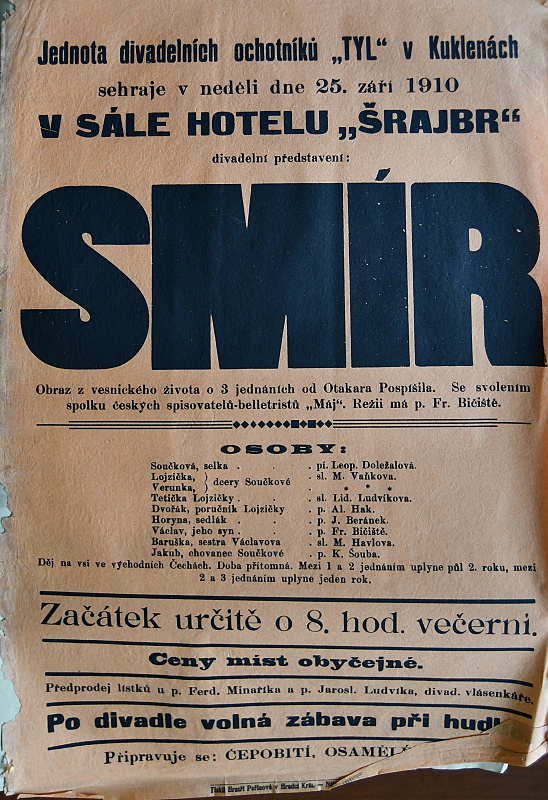 Jednota divadelních ochotníků „TYL“ v Kuklenách
sehraje v neděli dne 25. září 1910
V SÁLE HOTELU „ŠRAJBR“
divadelní představení:
SMÍR
Obraz z vesnického života o 3 jednáních od Otakara Pospíšila. Se svolením
spolku českých spisovatelů-belletristů „Máj“. Režii má p. Fr. Bičiště.
OSOBY:
Součková, selka . . . pí. Leop. Doležalová.
Lojzička, } dcery Součkové . sl. M. Vaňkova.
Verunka, } . * * *
Tetička Lojzičky . . . sl. Lid. Ludvíkova.
Dvořák, poručník Lojzičky . p. Al. Hak.
Horyna, sedlák . . . p. J. Beránek.
Václav, jeho syn . . . p. Fr. Bičiště.
Baruška, sestra Václavova . sl. M. Havlova.
Jakub, chovanec Součkové . p. K. Šouba.
Děj na vsi ve východních Čechách. Doba přítomná. Mezi 1 a 2 jednáním uplyne půl 2. roku, mezi
2 a 3 jednáním uplyne jeden rok.
Začátek určitě o 8. hod. večerní.
Ceny míst obyčejné.
Předprodej lístků u p. Ferd. Minaříka a p. Jarosl. Ludvíka, divad. vlásenkáře.
Po divadle volná zábava při
Připravuje se: ČEPOBITÍ,
Tiskli Bratři Peřinové v Hradci Král.